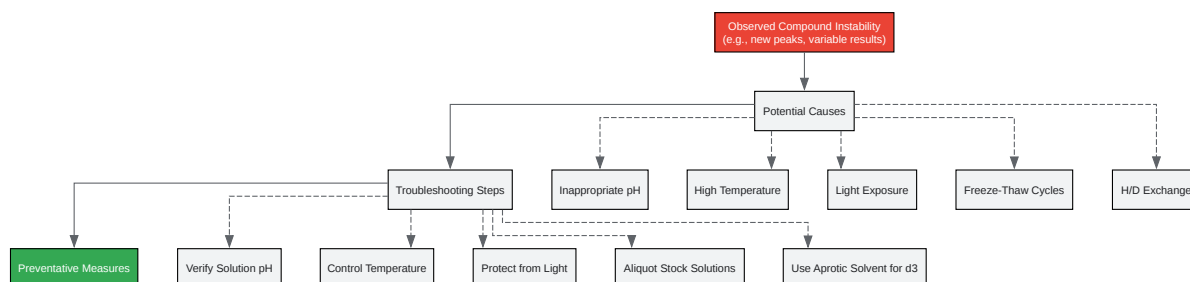 Observed Compound Instability
(e.g., new peaks, variable results)
Potential Causes
Troubleshooting Steps
Inappropriate pH
High Temperature
Light Exposure
Freeze-Thaw Cycles
H/D Exchange
Preventative Measures
Verify Solution pH
Control Temperature
Protect from Light
Aliquot Stock Solutions
Use Aprotic Solvent for d3